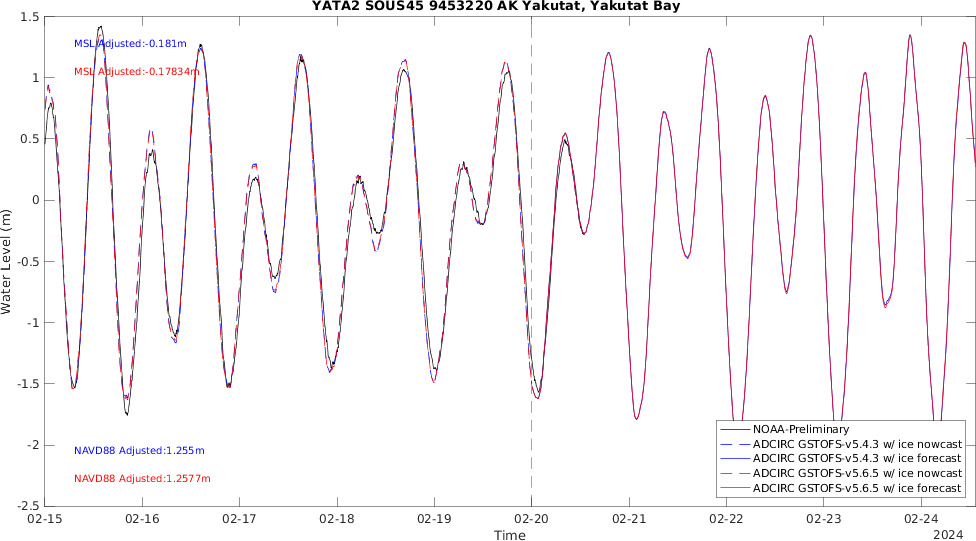 YATA2 SOUS45 9453220 AK Yakutat, Yakutat Bay
1.5
MSL Adjusted:-0.181m
1
MSL Adjusted:-0.17834m
0.5
0
-0.5
-1
-1.5
-2
-2.5
Water Level (m)
NAVD88 Adjusted:1.255m
NAVD88 Adjusted:1.2577m
NOAA-Preliminary
ADCIRC GSTOFS-v5.4.3 w/ ice nowcast
ADCIRC GSTOFS-v5.4.3 w/ ice forecast
ADCIRC GSTOFS-v5.6.5 w/ ice nowcast
ADCIRC GSTOFS-v5.6.5 w/ ice forecast
02-15 02-16 02-17 02-18 02-19 02-20 02-21 02-22 02-23 02-24
Time
2024